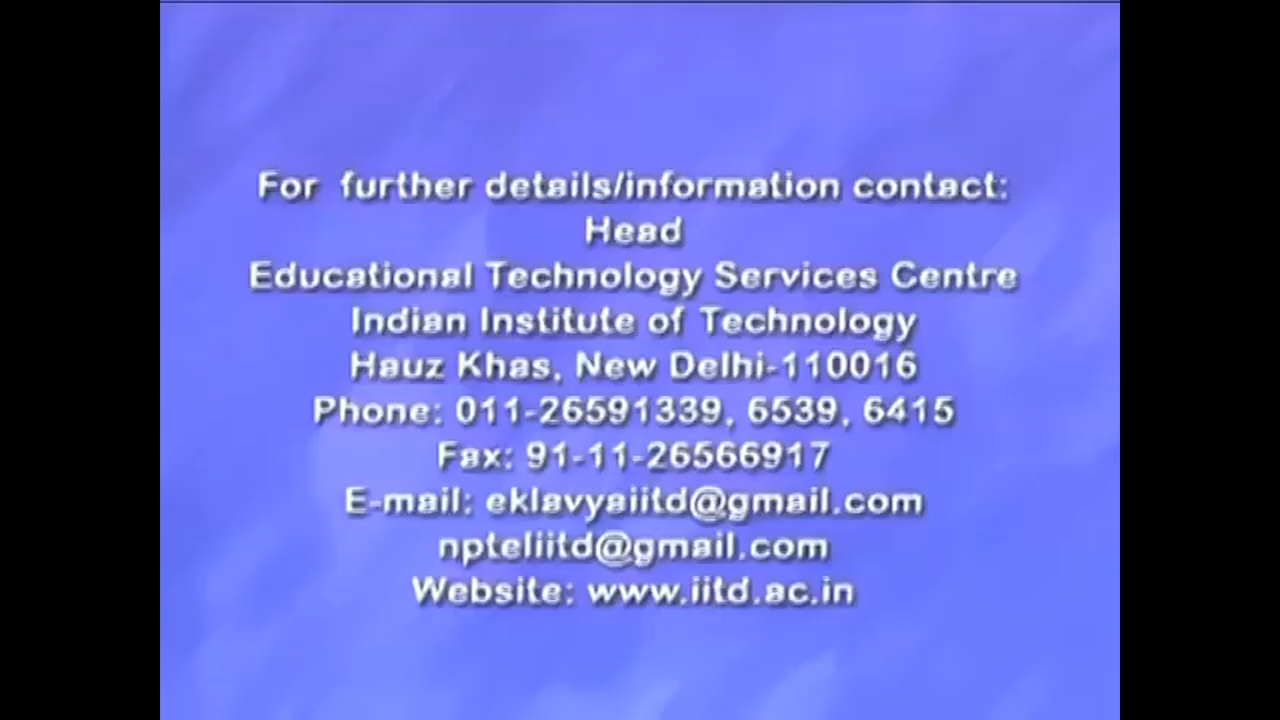 For further details/information contact:
Head
Educational Technology Services Centre
Indian Institute of Technology
Hauz Khas, New Delhi-110016
Phone: 011-26591339, 6539, 6415
Fax: 91-11-26566917
E-mail: eklavyaiitd@gmail.com
npteliitd@gmail.com
Website: www.iitd.ac.in